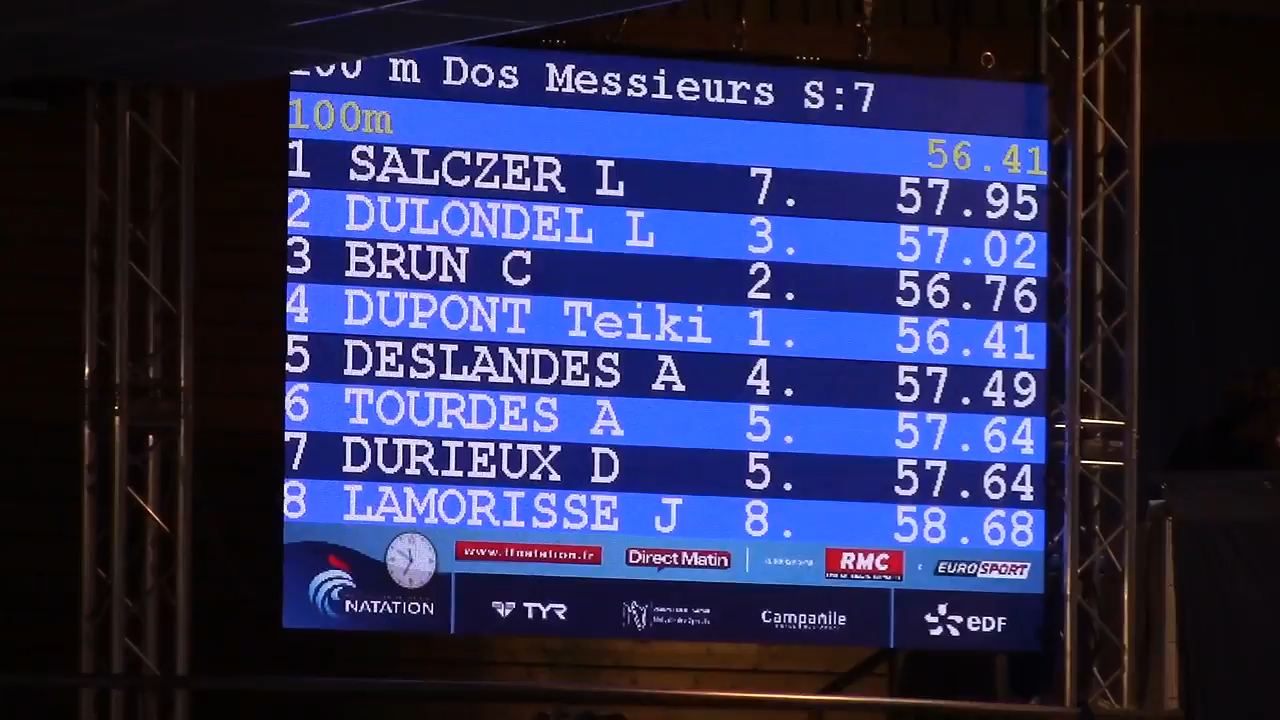 100 m Dos Messieurs S:7
100m 56.41
1 SALCZER L 7. 57.95
2 DULONDEL L 3. 57.02
3 BRUN C 2. 56.76
4 DUPONT Teiki 1. 56.41
5 DESLANDES A 4. 57.49
6 TOURDES A 5. 57.64
7 DURIEUX D 5. 57.64
8 LAMORISSE J 8. 58.68
www.ffnatation.fr Direct Matin RMC EUROSPORT
NATATION TYR Campanile eDF